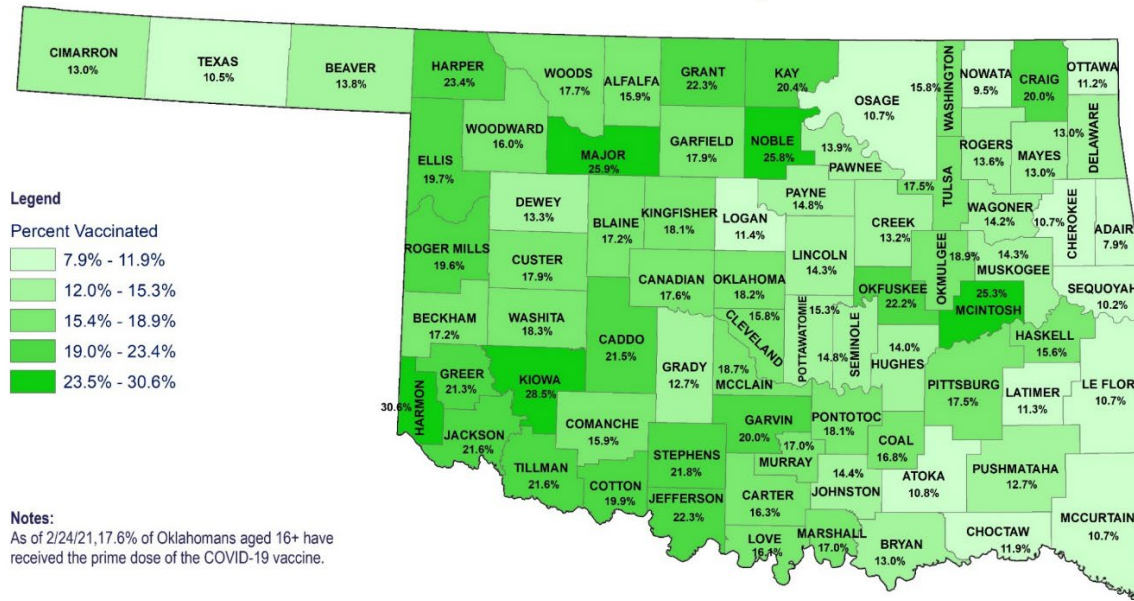 CIMARRON
13.0%
TEXAS
10.5%
BEAVER
13.8%
HARPER
23.4%
WOODS
17.7%
ALFALFA
15.9%
GRANT
22.3%
KAY
20.4%
OSAGE
10.7%
15.8%
WASHINGTON
NOWATA
9.5%
CRAIG
20.0%
OTTAWA
11.2%
WOODWARD
16.0%
ELLIS
19.7%
MAJOR
25.9%
GARFIELD
17.9%
NOBLE
25.8%
13.9%
PAWNEE
ROGERS
13.6%
MAYES
13.0%
13.0%
DELAWARE
Legend
Percent Vaccinated
7.9% - 11.9%
12.0% - 15.3%
15.4% - 18.9%
19.0% - 23.4%
23.5% - 30.6%
DEWEY
13.3%
BLAINE
17.2%
KINGFISHER
18.1%
LOGAN
11.4%
PAYNE
14.8%
17.5%
TULSA
CREEK
13.2%
WAGONER
14.2%
10.7%
CHEROKEE
ADAIR
7.9%
ROGER MILLS
19.6%
CUSTER
17.9%
CANADIAN
17.6%
OKLAHOMA
18.2%
LINCOLN
14.3%
OKFUSKEE
22.2%
OKMULGEE
18.9%
14.3%
MUSKOGEE
25.3%
MCINTOSH
SEQUOYAH
10.2%
BECKHAM
17.2%
WASHITA
18.3%
CADDO
21.5%
GRADY
12.7%
15.8%
CLEVELAND
18.7%
MCCLAIN
15.3%
POTTAWATOMIE
14.8%
SEMINOLE
14.0%
HUGHES
HASKELL
15.6%
PITTSBURG
17.5%
LATIMER
11.3%
LE FLOR
10.7%
30.6%
HARMON
GREER
21.3%
KIOWA
28.5%
JACKSON
21.6%
TILLMAN
21.6%
COMANCHE
15.9%
COTTON
19.9%
STEPHENS
21.8%
JEFFERSON
22.3%
GARVIN
20.0%
17.0%
MURRAY
PONTOTOC
18.1%
COAL
16.8%
14.4%
JOHNSTON
ATOKA
10.8%
PUSHMATAHA
12.7%
CARTER
16.3%
LOVE
16.1%
MARSHALL
17.0%
BRYAN
13.0%
CHOCTAW
11.9%
MCCURTAIN
10.7%
Notes:
As of 2/24/21,17.6% of Oklahomans aged 16+ have
received the prime dose of the COVID-19 vaccine.